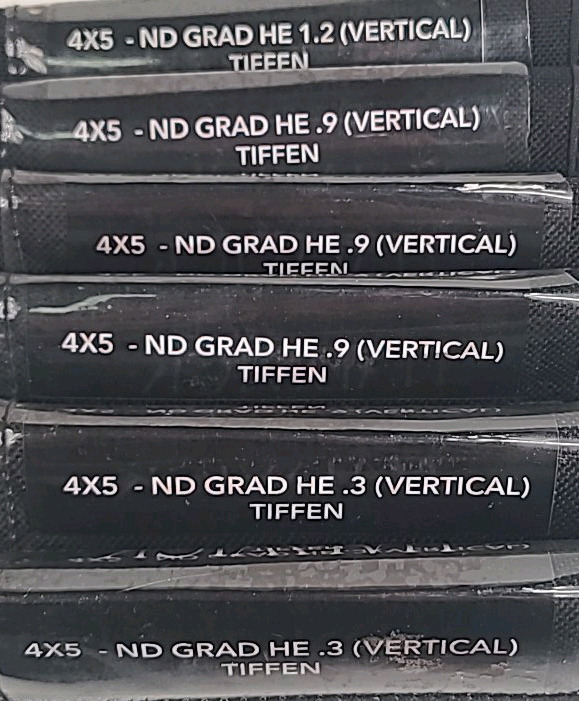 4X5 - ND GRAD HE 1.2 (VERTICAL)
TIFFEN
4X5 - ND GRAD HE .9 (VERTICAL)
TIFFEN
4X5 - ND GRAD HE .9 (VERTICAL)
TIFFEN
4X5 - ND GRAD HE .9 (VERTICAL)
TIFFEN
4X5 - ND GRAD HE .3 (VERTICAL)
TIFFEN
4X5 - ND GRAD HE .3 (VERTICAL)
TIFFEN